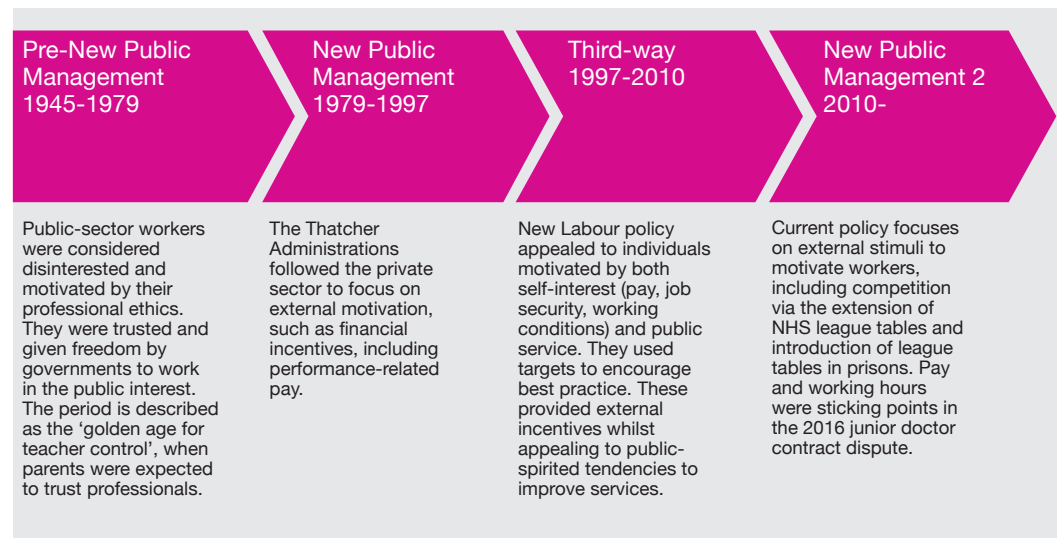 Pre-New Public
Management
1945-1979
Public-sector workers
were considered
disinterested and
motivated by their
professional ethics.
They were trusted and
given freedom by
governments to work
in the public interest.
The period is described
as the ‘golden age for
teacher control’, when
parents were expected
to trust professionals.
New Public
Management
1979-1997
The Thatcher
Administrations
followed the private
sector to focus on
external motivation,
such as financial
incentives, including
performance-related
pay.
Third-way
1997-2010
New Labour policy
appealed to individuals
motivated by both
self-interest (pay, job
security, working
conditions) and public
service. They used
targets to encourage
best practice. These
provided external
incentives whilst
appealing to public-
spirited tendencies to
improve services.
New Public
Management 2
2010-
Current policy focuses
on external stimuli to
motivate workers,
including competition
via the extension of
NHS league tables and
introduction of league
tables in prisons. Pay
and working hours
were sticking points in
the 2016 junior doctor
contract dispute.